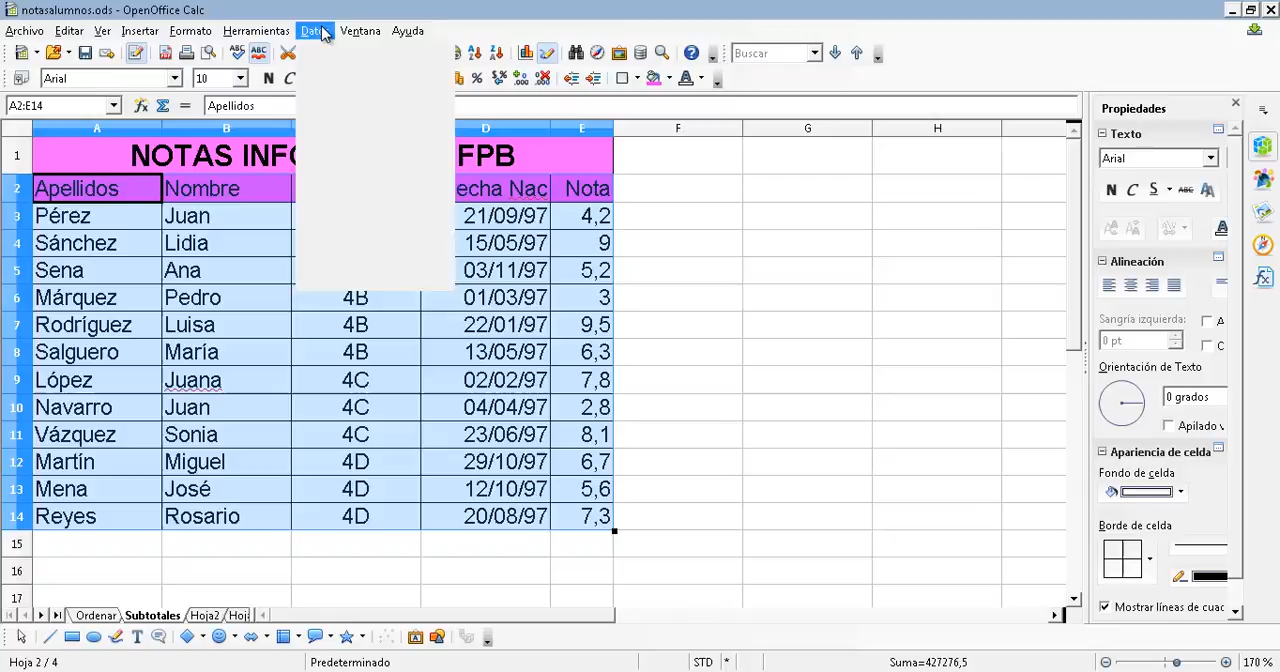 notasalumnos.ods - OpenOffice Calc
Archivo Editar Ver Insertar Formato Herramientas Ventana Ayuda
Buscar
Arial 10 N C
A2:E14 Apellidos
A B D E F G H
1 NOTAS FPB
2 Apellidos Nombre Nac Nota
3 Pérez Juan 21/09/97 4,2
4 Sánchez Lidia 15/05/97 9
5 Sena Ana 03/11/97 5,2
6 Márquez Pedro 4B 01/03/97 3
7 Rodríguez Luisa 4B 22/01/97 9,5
8 Salguero María 4B 13/05/97 6,3
9 López Juana 4C 02/02/97 7,8
10 Navarro Juan 4C 04/04/97 2,8
11 Vázquez Sonia 4C 23/06/97 8,1
12 Martín Miguel 4D 29/10/97 6,7
13 Mena José 4D 12/10/97 5,6
14 Reyes Rosario 4D 20/08/97 7,3
15
16
17
Ordenar Subtotales Hoja2
Propiedades
Texto
Arial
N C S ABC
Alineación
Sangría izquierda: A
0 pt C
Orientación de Texto
0 grados
Apilado
Apariencia de celda
Fondo de celda
Borde de celda
Mostrar líneas de
Hoja 2 / 4 Predeterminado STD * Suma=427276,5 170 %